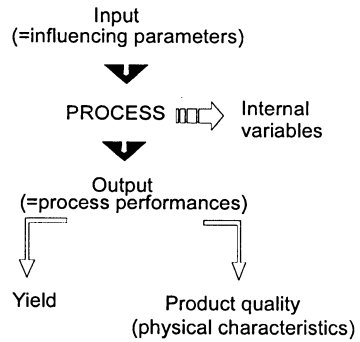 Input
(=influencing parameters)
PROCESS
Internal
variables
Output
(=process performances)
Yield
Product quality
(physical characteristics)